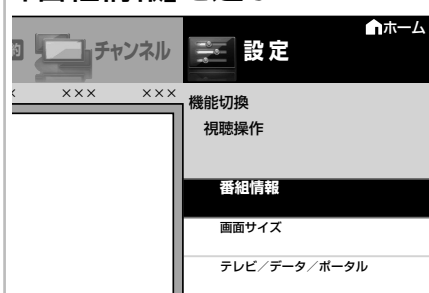 ホーム
チャンネル
設定
××× ×××
機能切換
視聴操作
番組情報
画面サイズ
テレビ／データ／ポータル